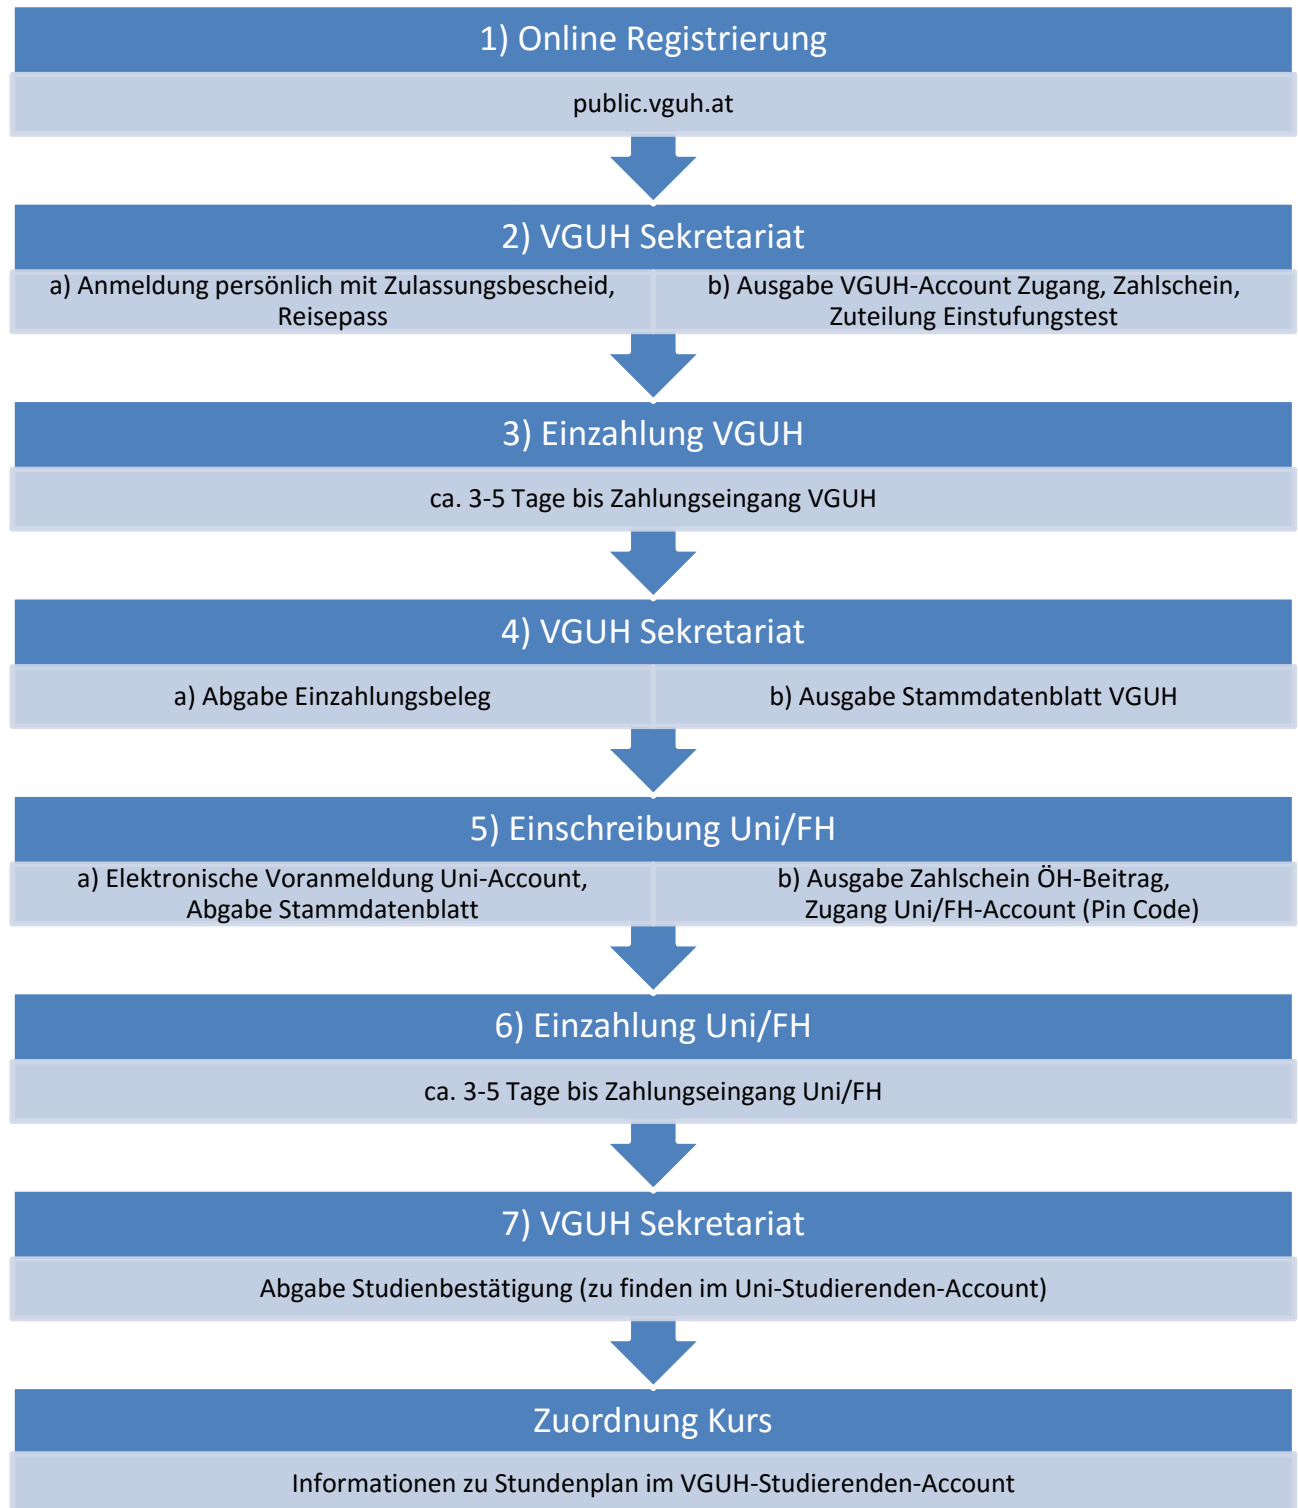 1) Online Registrierung
public.vguh.at
2) VGUH Sekretariat
a) Anmeldung persönlich mit Zulassungsbescheid,
Reisepass
b) Ausgabe VGUH-Account Zugang, Zahlschein,
Zuteilung Einstufungstest
3) Einzahlung VGUH
ca. 3-5 Tage bis Zahlungseingang VGUH
4) VGUH Sekretariat
a) Abgabe Einzahlungsbeleg
b) Ausgabe Stammdatenblatt VGUH
5) Einschreibung Uni/FH
a) Elektronische Voranmeldung Uni-Account,
Abgabe Stammdatenblatt
b) Ausgabe Zahlschein ÖH-Beitrag,
Zugang Uni/FH-Account (Pin Code)
6) Einzahlung Uni/FH
ca. 3-5 Tage bis Zahlungseingang Uni/FH
7) VGUH Sekretariat
Abgabe Studienbestätigung (zu finden im Uni-Studierenden-Account)
Zuordnung Kurs
Informationen zu Stundenplan im VGUH-Studierenden-Account